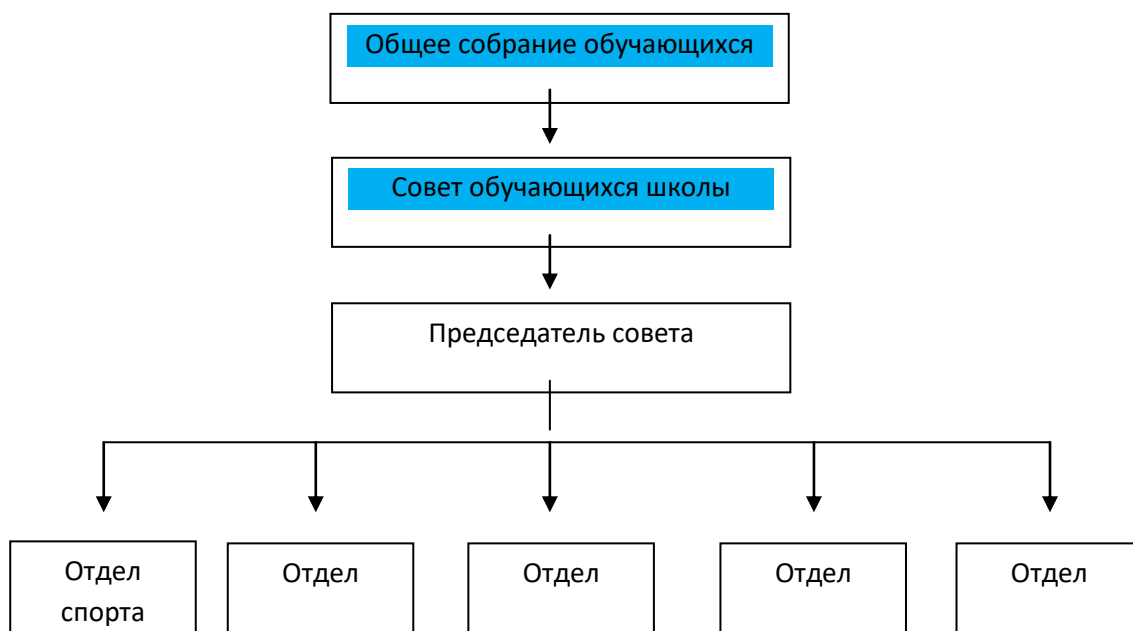 Общее собрание обучающихся
Совет обучающихся школы
Председатель совета
Отдел
спорта
Отдел
Отдел
Отдел
Отдел